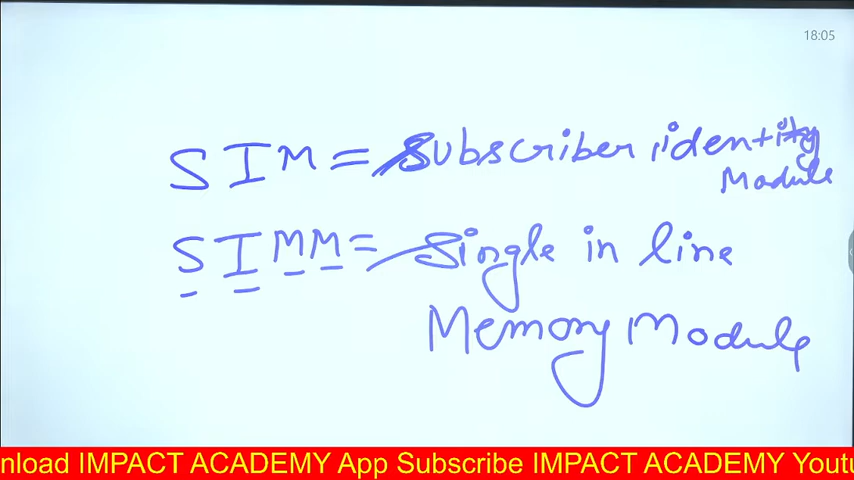 18:05
SIM = Subscriber identity
Module
SIMM = Single in line
Memory Module
nload IMPACT ACADEMY App Subscribe IMPACT ACADEMY Youtu